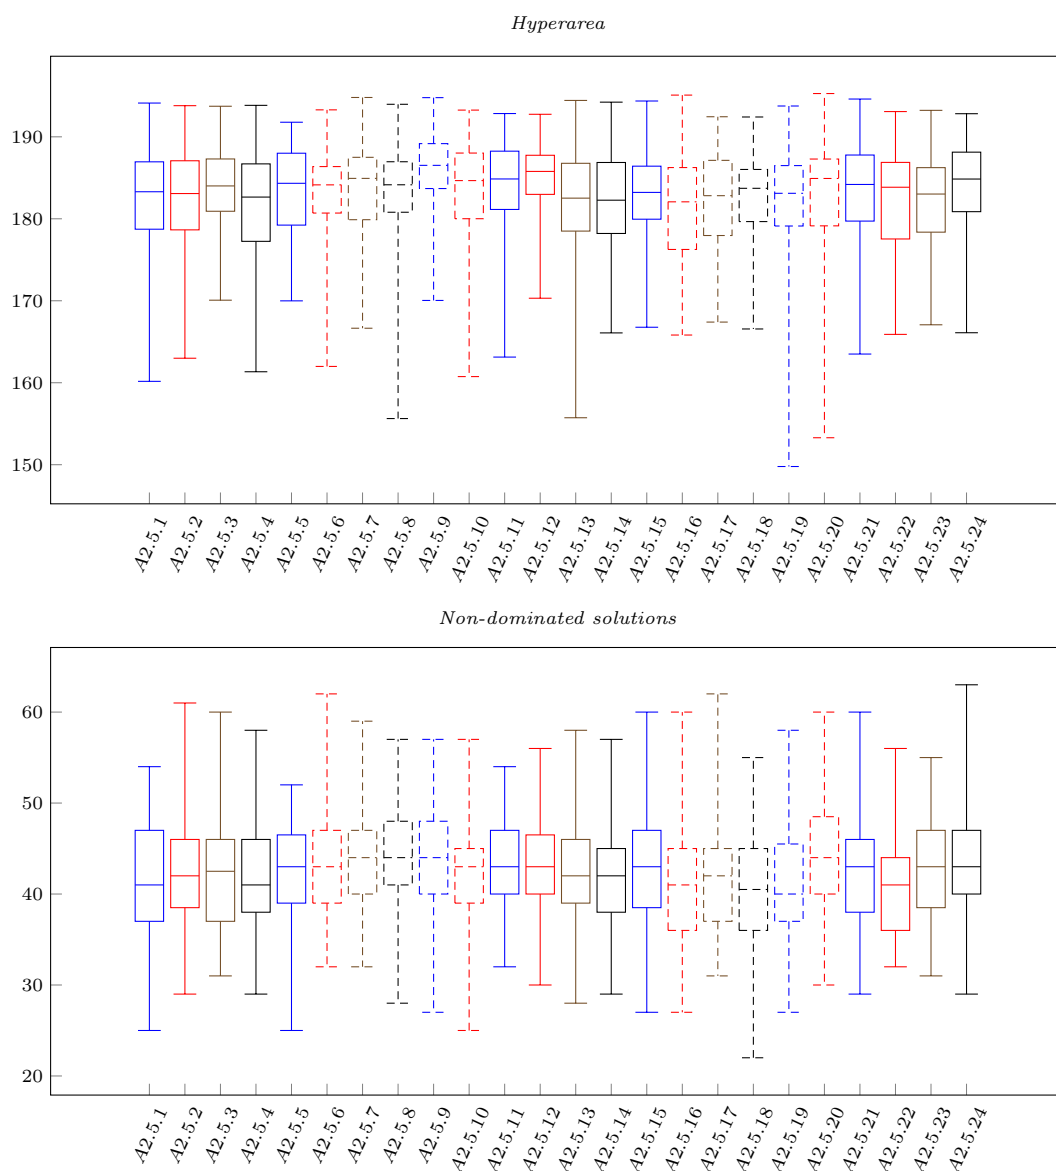 Hyperarea
190
180
170
160
150
A2.5.1
A2.5.2
A2.5.3
A2.5.4
A2.5.5
A2.5.6
A2.5.7
A2.5.8
A2.5.9
A2.5.10
A2.5.11
A2.5.12
A2.5.13
A2.5.14
A2.5.15
A2.5.16
A2.5.17
A2.5.18
A2.5.19
A2.5.20
A2.5.21
A2.5.22
A2.5.23
A2.5.24
Non-dominated solutions
60
50
40
30
20
A2.5.1
A2.5.2
A2.5.3
A2.5.4
A2.5.5
A2.5.6
A2.5.7
A2.5.8
A2.5.9
A2.5.10
A2.5.11
A2.5.12
A2.5.13
A2.5.14
A2.5.15
A2.5.16
A2.5.17
A2.5.18
A2.5.19
A2.5.20
A2.5.21
A2.5.22
A2.5.23
A2.5.24